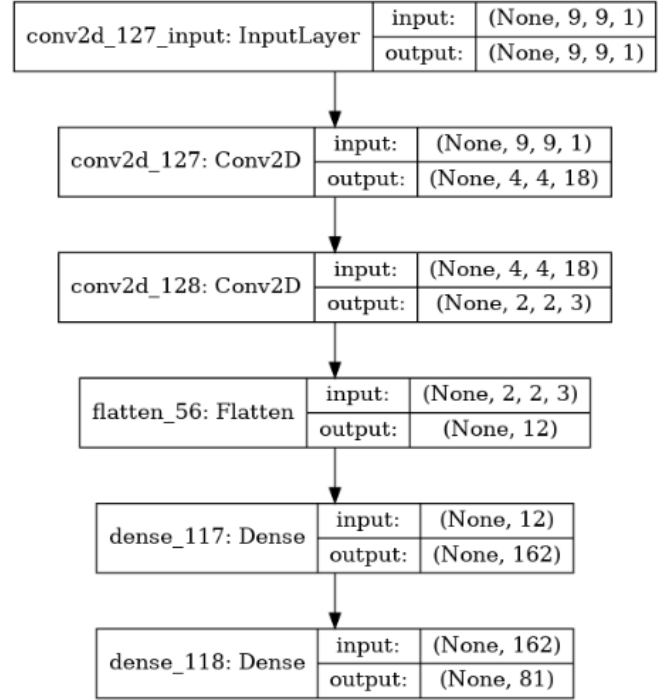 conv2d_127_input: InputLayer
input: (None, 9, 9, 1)
output: (None, 9, 9, 1)
conv2d_127: Conv2D
input: (None, 9, 9, 1)
output: (None, 4, 4, 18)
conv2d_128: Conv2D
input: (None, 4, 4, 18)
output: (None, 2, 2, 3)
flatten_56: Flatten
input: (None, 2, 2, 3)
output: (None, 12)
dense_117: Dense
input: (None, 12)
output: (None, 162)
dense_118: Dense
input: (None, 162)
output: (None, 81)